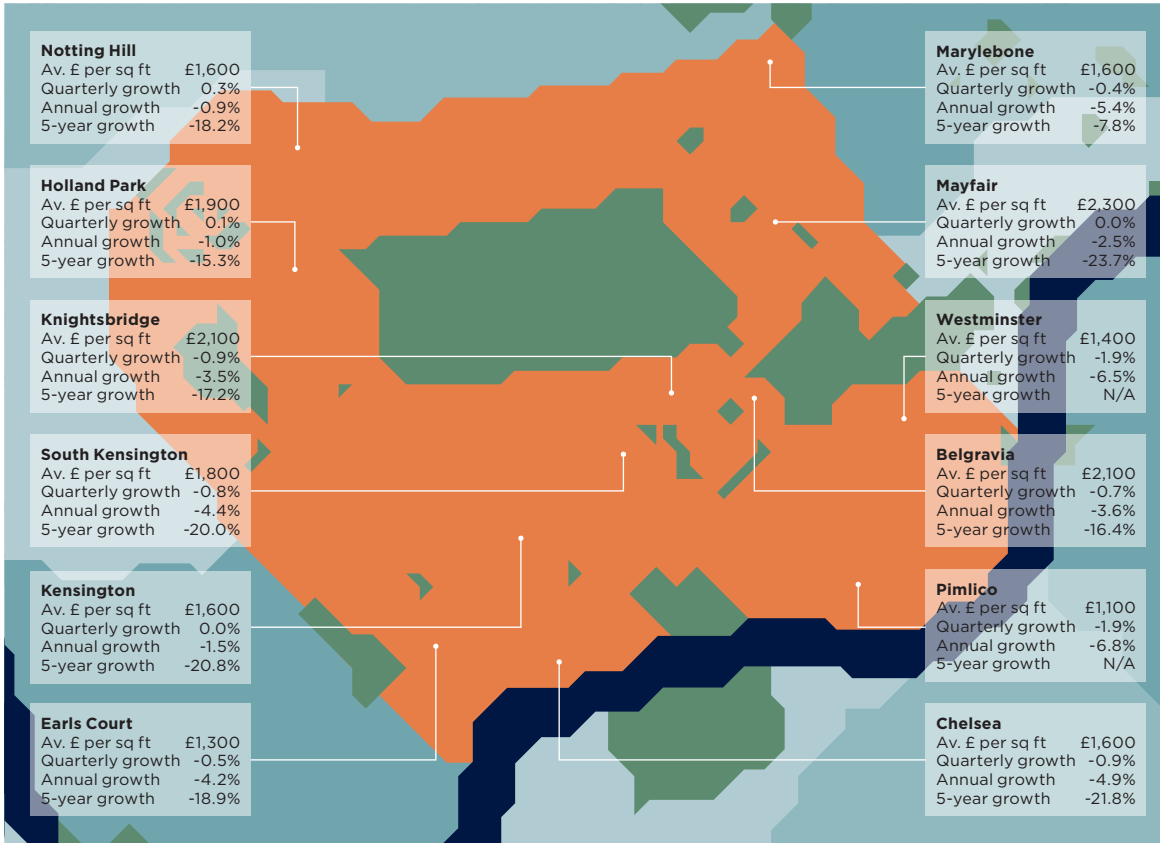 Notting Hill
Av. £ per sq ft £1,600
Quarterly growth 0.3%
Annual growth -0.9%
5-year growth -18.2%
Holland Park
Av. £ per sq ft £1,900
Quarterly growth 0.1%
Annual growth -1.0%
5-year growth -15.3%
Knightsbridge
Av. £ per sq ft £2,100
Quarterly growth -0.9%
Annual growth -3.5%
5-year growth -17.2%
South Kensington
Av. £ per sq ft £1,800
Quarterly growth -0.8%
Annual growth -4.4%
5-year growth -20.0%
Kensington
Av. £ per sq ft £1,600
Quarterly growth 0.0%
Annual growth -1.5%
5-year growth -20.8%
Earls Court
Av. £ per sq ft £1,300
Quarterly growth -0.5%
Annual growth -4.2%
5-year growth -18.9%
Marylebone
Av. £ per sq ft £1,600
Quarterly growth -0.4%
Annual growth -5.4%
5-year growth -7.8%
Mayfair
Av. £ per sq ft £2,300
Quarterly growth 0.0%
Annual growth -2.5%
5-year growth -23.7%
Westminster
Av. £ per sq ft £1,400
Quarterly growth -1.9%
Annual growth -6.5%
5-year growth N/A
Belgravia
Av. £ per sq ft £2,100
Quarterly growth -0.7%
Annual growth -3.6%
5-year growth -16.4%
Pimlico
Av. £ per sq ft £1,100
Quarterly growth -1.9%
Annual growth -6.8%
5-year growth N/A
Chelsea
Av. £ per sq ft £1,600
Quarterly growth -0.9%
Annual growth -4.9%
5-year growth -21.8%